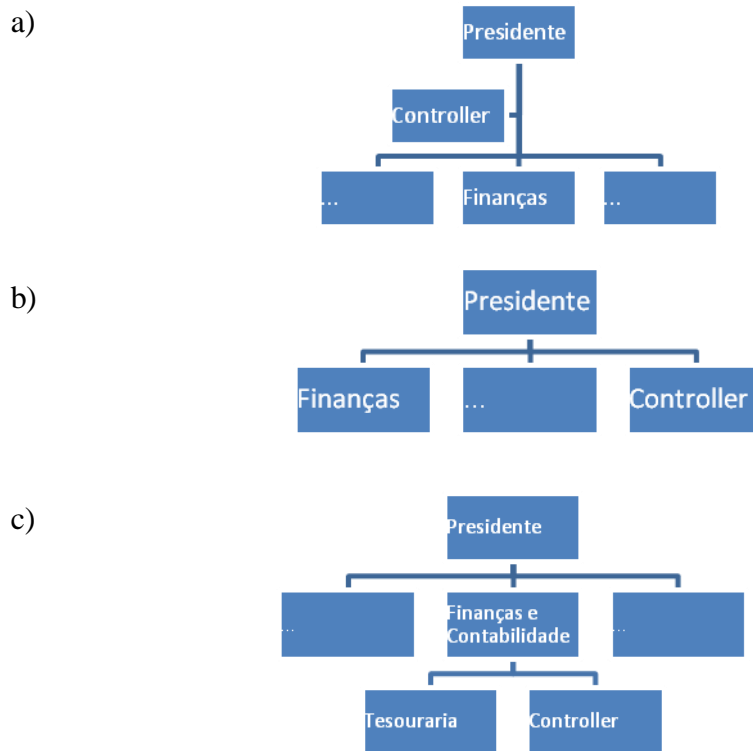 a)
Presidente
Controller
...
Finanças
...
b)
Presidente
Finanças
...
Controller
c)
Presidente
...
Finanças e
Contabilidade
...
Tesouraria
Controller